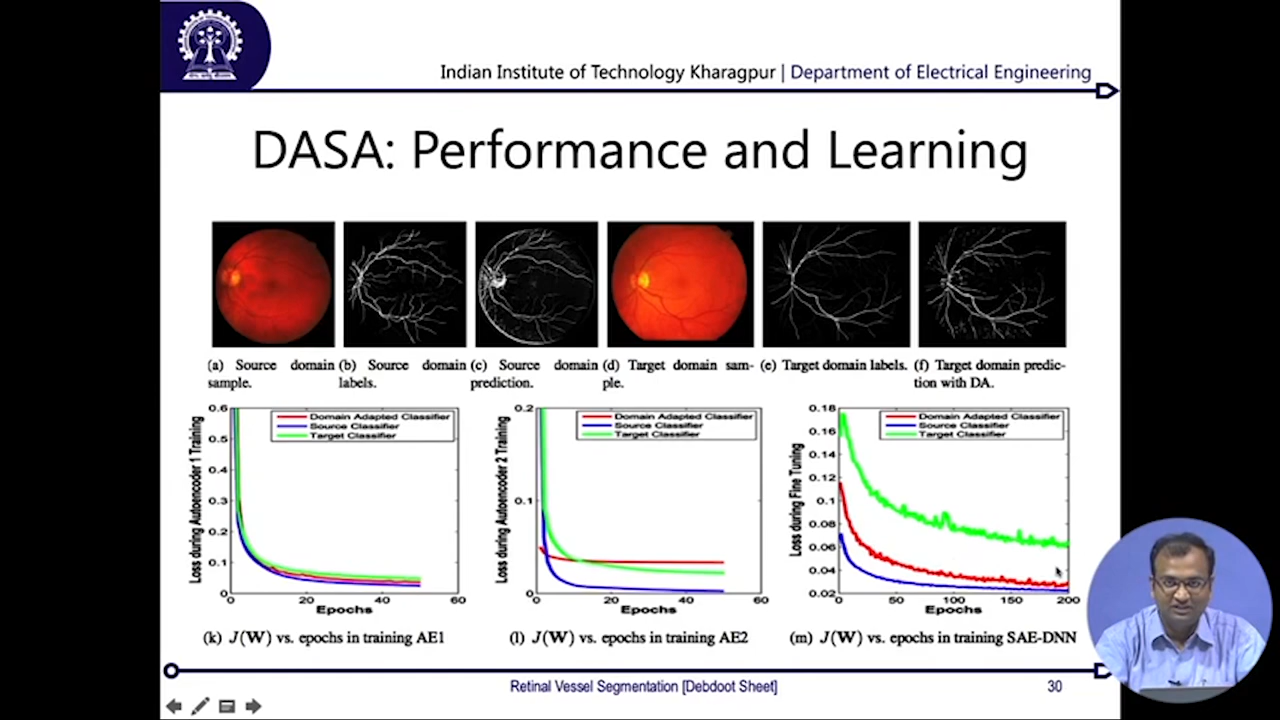 Indian Institute of Technology Kharagpur | Department of Electrical Engineering
DASA: Performance and Learning
(a) Source domain sample.
(b) Source domain labels.
(c) Source domain prediction.
(d) Target domain sam-
ple.
(e) Target domain labels.
(f) Target domain predic-
tion with DA.
Loss during Autoencoder 1 Training
0.6
0.5
0.4
0.3
0.2
0.1
0
Domain Adapted Classifier
Source Classifier
Target Classifier
0 20 40 60
Epochs
(k) J(W) vs. epochs in training AE1
Loss during Autoencoder 2 Training
0.2
0.1
0
Domain Adapted Classifier
Source Classifier
Target Classifier
0 20 40 60
Epochs
(l) J(W) vs. epochs in training AE2
Loss during Fine Tuning
0.18
0.16
0.14
0.12
0.1
0.08
0.06
0.04
0.02
Domain Adapted Classifier
Source Classifier
Target Classifier
0 50 100 150 200
Epochs
(m) J(W) vs. epochs in training SAE-DNN
Retinal Vessel Segmentation [Debdoot Sheet]
30